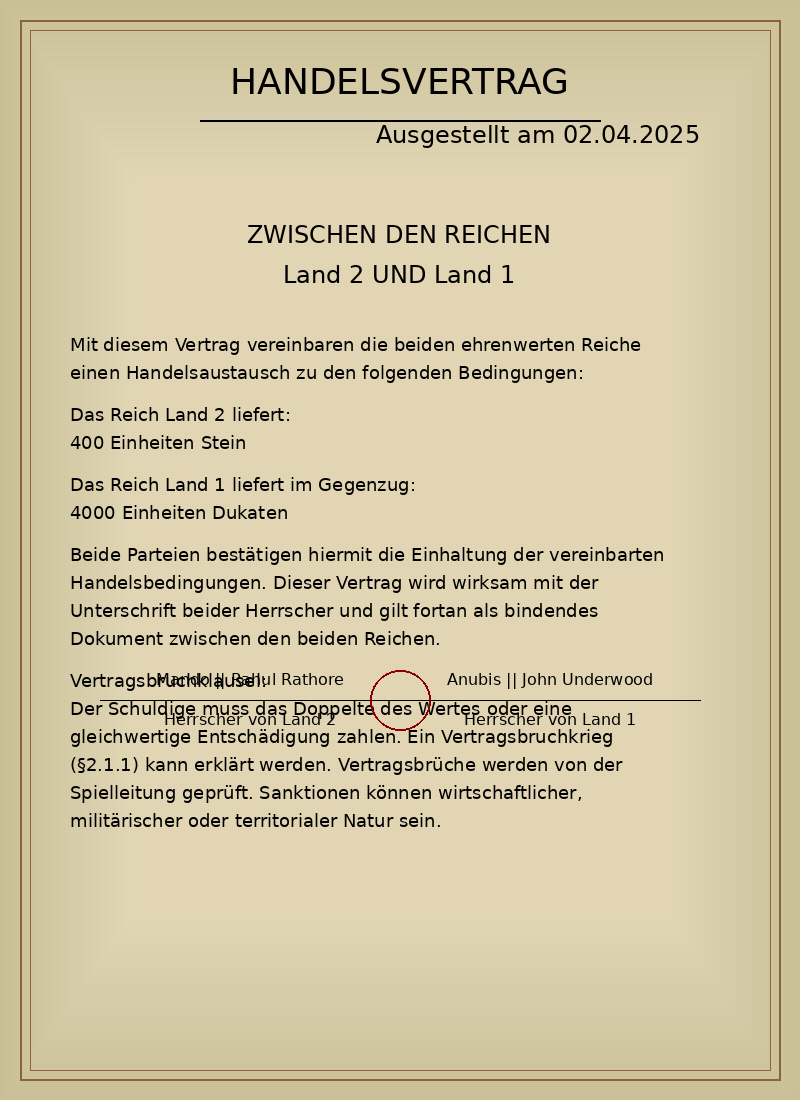 HANDELSVERTRAG
Ausgestellt am 02.04.2025
ZWISCHEN DEN REICHEN
Land 2 UND Land 1
Mit diesem Vertrag vereinbaren die beiden ehrenwerten Reiche
einen Handelsaustausch zu den folgenden Bedingungen:
Das Reich Land 2 liefert:
400 Einheiten Stein
Das Reich Land 1 liefert im Gegenzug:
4000 Einheiten Dukaten
Beide Parteien bestätigen hiermit die Einhaltung der vereinbarten
Handelsbedingungen. Dieser Vertrag wird wirksam mit der
Unterschrift beider Herrscher und gilt fortan als bindendes
Dokument zwischen den beiden Reichen.
Vertragsbruchklausel:
|| Rahul Rathore
Anubis || John Underwood
Der Schuldige muss das Doppelte des Wertes oder eine
Herrscher von Land 2
Herrscher von Land 1
gleichwertige Entschädigung zahlen. Ein Vertragsbruchkrieg
(§2.1.1) kann erklärt werden. Vertragsbrüche werden von der
Spielleitung geprüft. Sanktionen können wirtschaftlicher,
militärischer oder territorialer Natur sein.